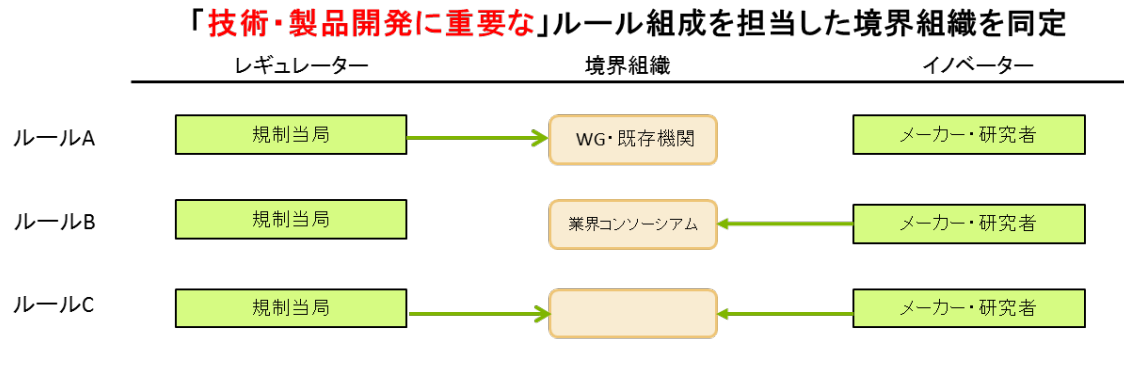 「技術・製品開発に重要な」ルール組成を担当した境界組織を同定
レギュレーター 境界組織 イノベーター
ルールA 規制当局 WG・既存機関 メーカー・研究者
ルールB 規制当局 業界コンソーシアム メーカー・研究者
ルールC 規制当局 メーカー・研究者